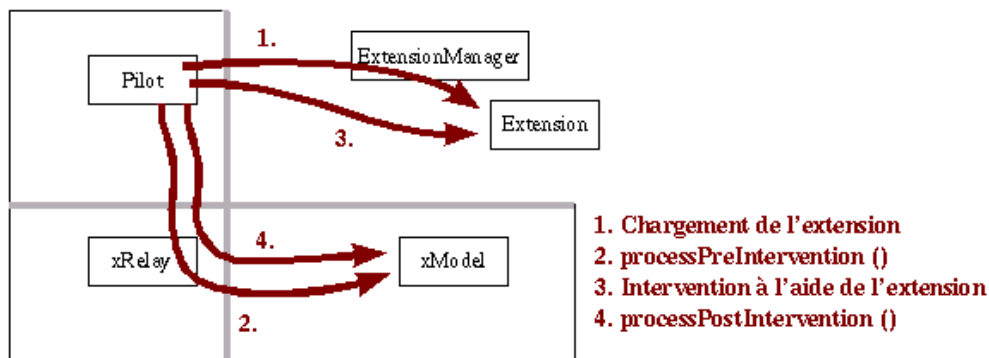 1.
ExtensionManager
Pilot
Extension
3.
1. Chargement de l'extension
4.
2. processPreIntervention ()
xRelay
xModel
3. Intervention à l'aide de l'extension
2.
4. processPostIntervention ()